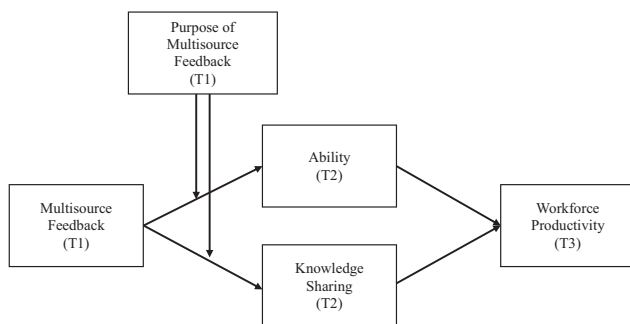 Purpose of
Multisource
Feedback
(T1)
Ability
(T2)
Multisource
Feedback
(T1)
Workforce
Productivity
(T3)
Knowledge
Sharing
(T2)